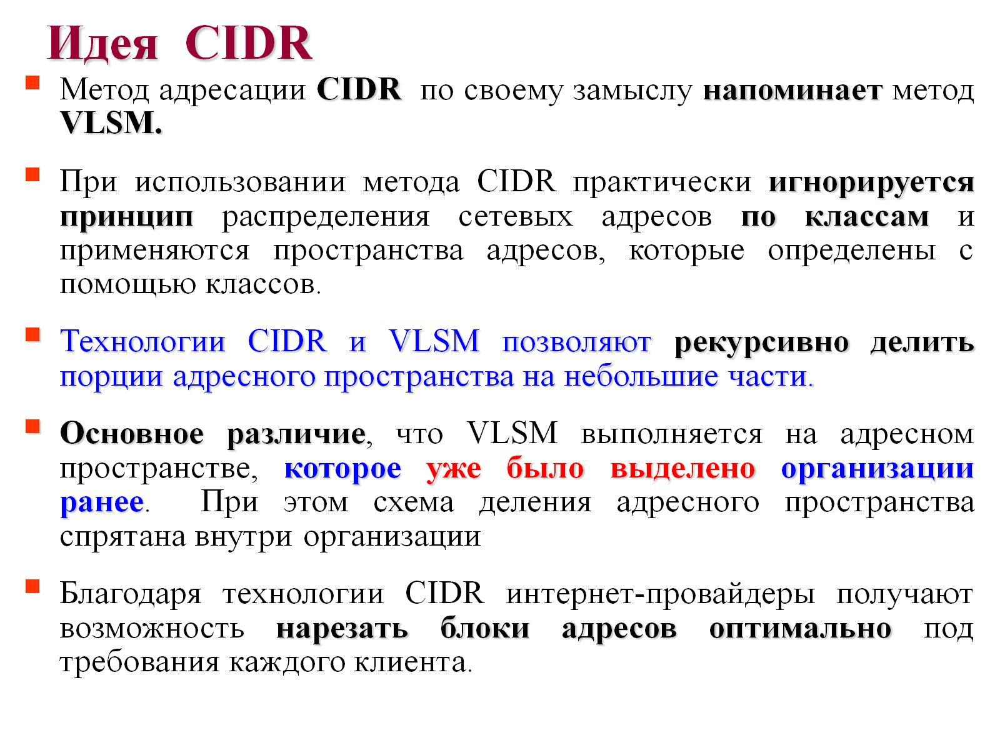 Идея CIDR
Метод адресации CIDR по своему замыслу напоминает метод
VLSM.
При использовании метода CIDR практически игнорируется
принцип распределения сетевых адресов по классам и
применяются пространства адресов, которые определены с
помощью классов.
Технологии CIDR и VLSM позволяют рекурсивно делить
порции адресного пространства на небольшие части.
Основное различие, что VLSM выполняется на адресном
пространстве, которое уже было выделено организации
ранее. При этом схема деления адресного пространства
спрятана внутри организации
Благодаря технологии CIDR интернет-провайдеры получают
возможность нарезать блоки адресов оптимально под
требования каждого клиента.